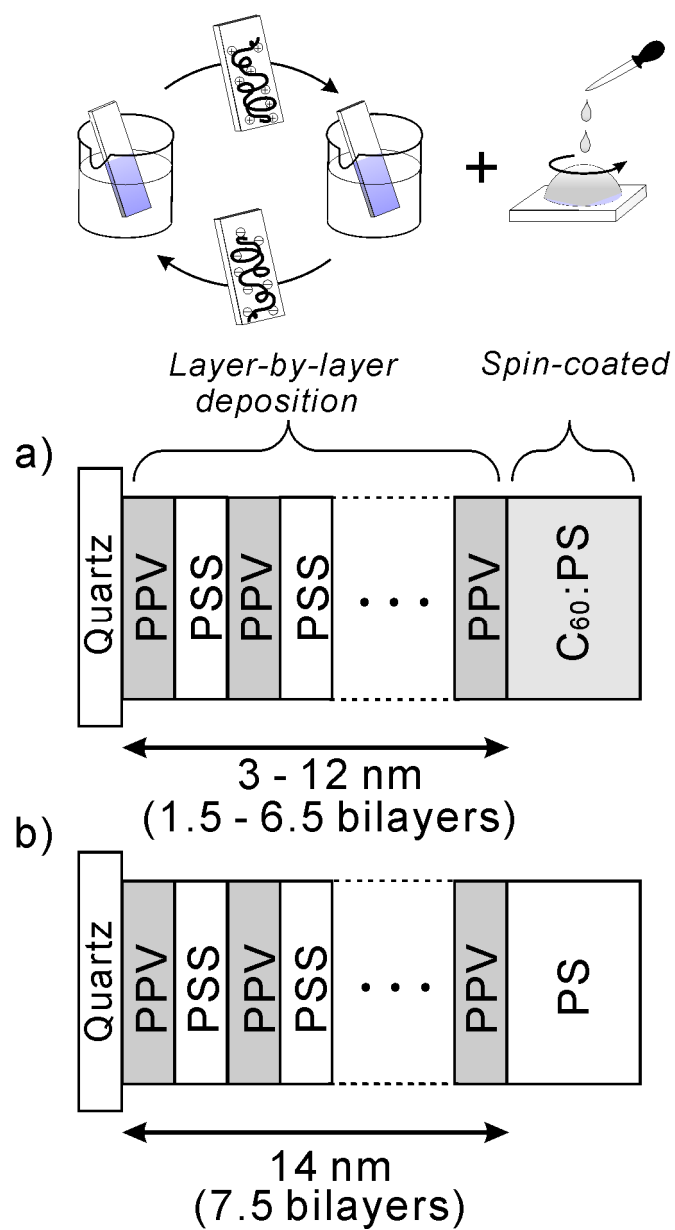 +
Layer-by-layer deposition
Spin-coated
a)
Quartz
PPV
PSS
PPV
PSS
...
PPV
C₆₀:PS
3 - 12 nm
(1.5 - 6.5 bilayers)
b)
Quartz
PPV
PSS
PPV
PSS
...
PPV
PS
14 nm
(7.5 bilayers)